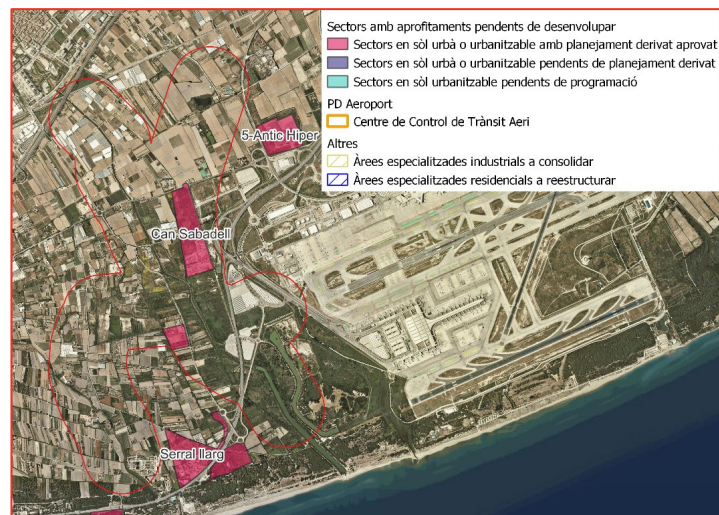 Sectors amb aprofitaments pendents de desenvolupar
Sectors en sòl urbà o urbanitzable amb planejament derivat aprovat
Sectors en sòl urbà o urbanitzable pendents de planejament derivat
Sectors en sòl urbanitzable pendents de programació
PD Aeroport
Centre de Control de Trànsit Aeri
Altres
Àrees especialitzades industrials a consolidar
Àrees especialitzades residencials a reestructurar
5-Antic Hiper
Can Sabadell
Serral llarg